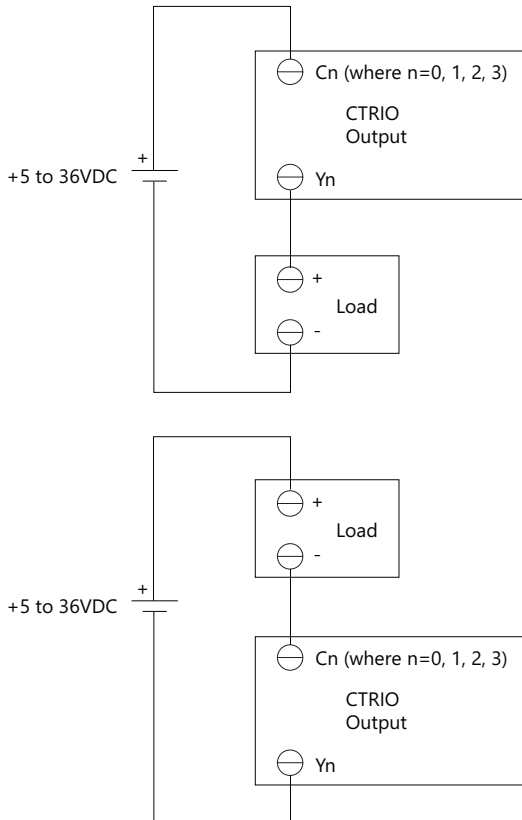 Cn (where n=0, 1, 2, 3)
CTRIO
Output
+
+5 to 36VDC
Yn
+
Load
-
+
Load
-
+
+5 to 36VDC
Cn (where n=0, 1, 2, 3)
CTRIO
Output
Yn